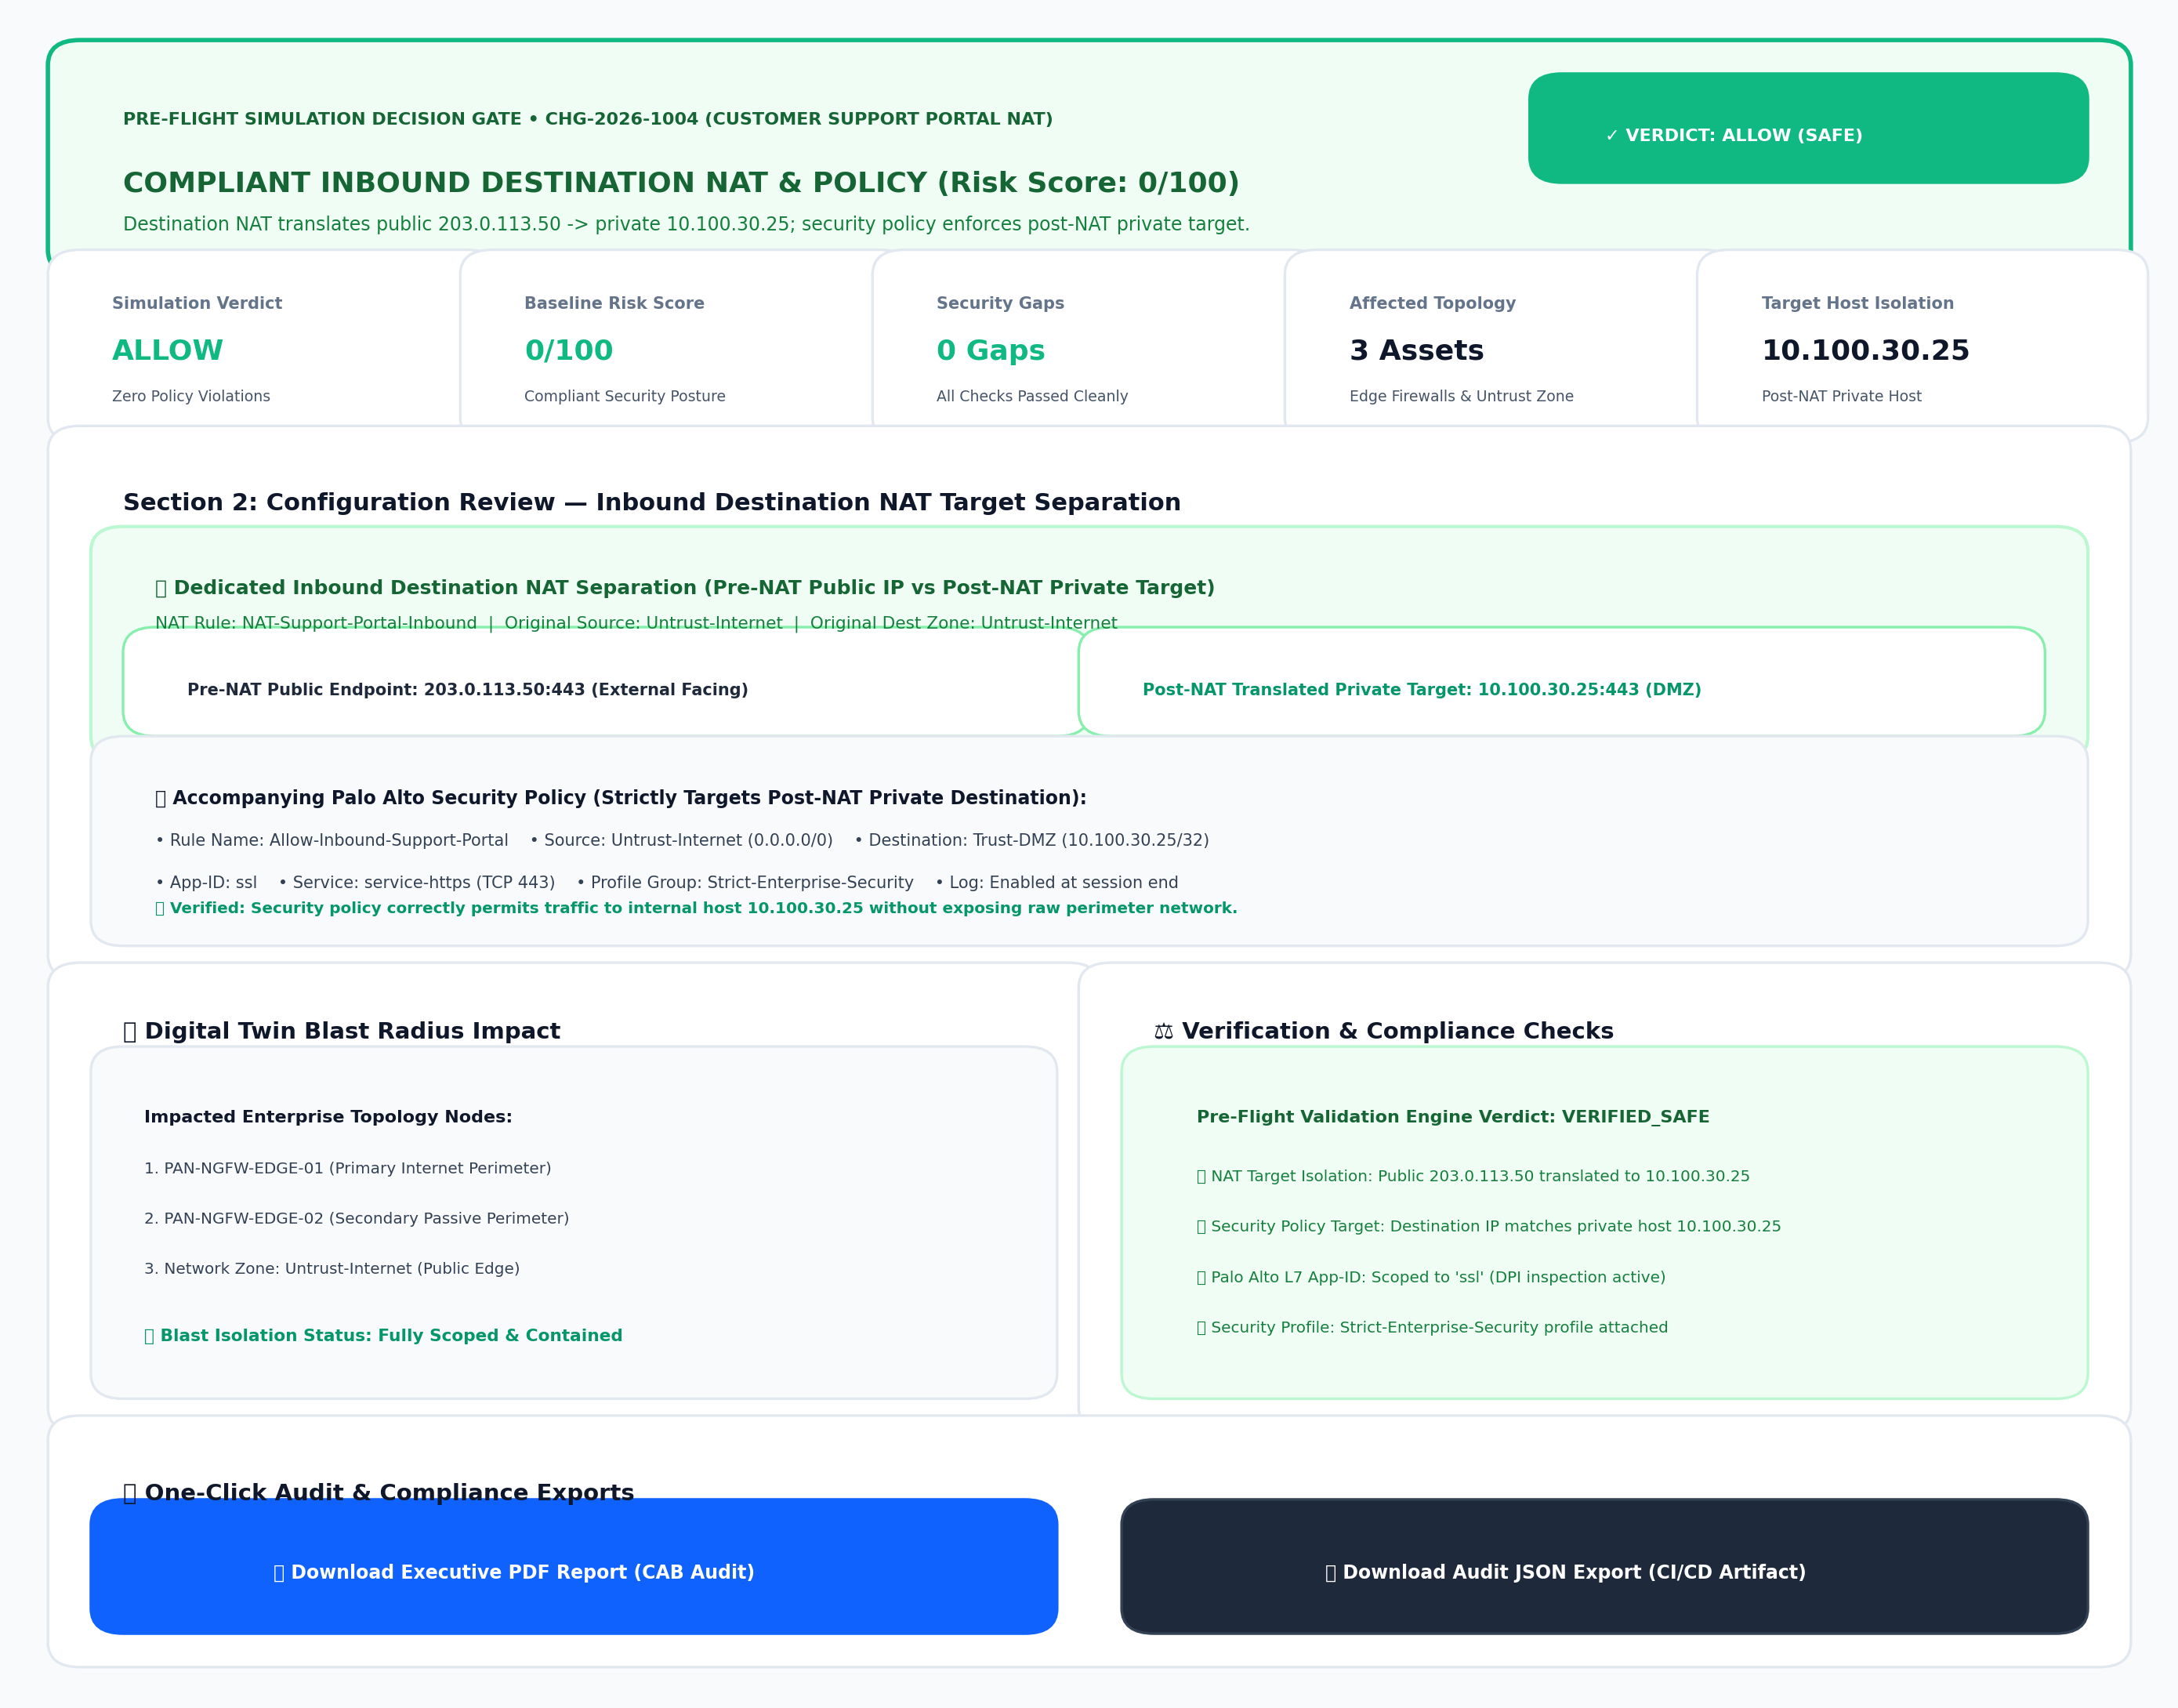 PRE-FLIGHT SIMULATION DECISION GATE • CHG-2026-1004 (CUSTOMER SUPPORT PORTAL NAT)
✓ VERDICT: ALLOW (SAFE)
COMPLIANT INBOUND DESTINATION NAT & POLICY (Risk Score: 0/100)
Destination NAT translates public 203.0.113.50 -> private 10.100.30.25; security policy enforces post-NAT private target.
Simulation Verdict
ALLOW
Zero Policy Violations
Baseline Risk Score
0/100
Compliant Security Posture
Security Gaps
0 Gaps
All Checks Passed Cleanly
Affected Topology
3 Assets
Edge Firewalls & Untrust Zone
Target Host Isolation
10.100.30.25
Post-NAT Private Host
Section 2: Configuration Review — Inbound Destination NAT Target Separation
Dedicated Inbound Destination NAT Separation (Pre-NAT Public IP vs Post-NAT Private Target)
NAT Rule: NAT-Support-Portal-Inbound | Original Source: Untrust-Internet | Original Dest Zone: Untrust-Internet
Pre-NAT Public Endpoint: 203.0.113.50:443 (External Facing)
Post-NAT Translated Private Target: 10.100.30.25:443 (DMZ)
Accompanying Palo Alto Security Policy (Strictly Targets Post-NAT Private Destination):
• Rule Name: Allow-Inbound-Support-Portal • Source: Untrust-Internet (0.0.0.0/0) • Destination: Trust-DMZ (10.100.30.25/32)
• App-ID: ssl • Service: service-https (TCP 443) • Profile Group: Strict-Enterprise-Security • Log: Enabled at session end
Verified: Security policy correctly permits traffic to internal host 10.100.30.25 without exposing raw perimeter network.
Digital Twin Blast Radius Impact
Impacted Enterprise Topology Nodes:
1. PAN-NGFW-EDGE-01 (Primary Internet Perimeter)
2. PAN-NGFW-EDGE-02 (Secondary Passive Perimeter)
3. Network Zone: Untrust-Internet (Public Edge)
Blast Isolation Status: Fully Scoped & Contained
⚖ Verification & Compliance Checks
Pre-Flight Validation Engine Verdict: VERIFIED_SAFE
NAT Target Isolation: Public 203.0.113.50 translated to 10.100.30.25
Security Policy Target: Destination IP matches private host 10.100.30.25
Palo Alto L7 App-ID: Scoped to 'ssl' (DPI inspection active)
Security Profile: Strict-Enterprise-Security profile attached
One-Click Audit & Compliance Exports
Download Executive PDF Report (CAB Audit)
Download Audit JSON Export (CI/CD Artifact)